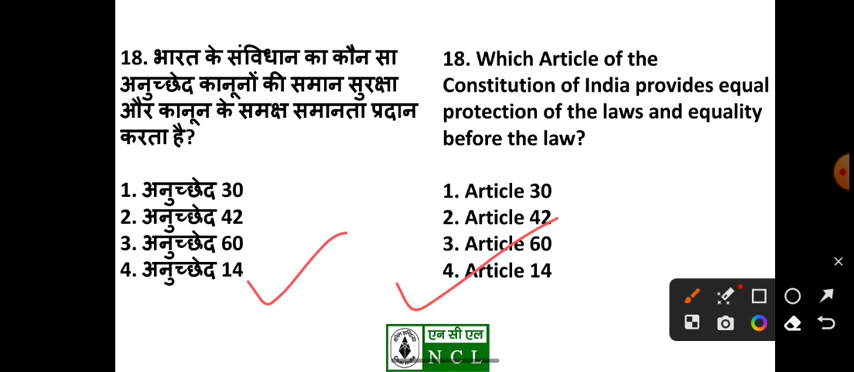 18. भारत के संविधान का कौन सा
अनुच्छेद कानूनों की समान सुरक्षा
और कानून के समक्ष समानता प्रदान
करता है?
1. अनुच्छेद 30
2. अनुच्छेद 42
3. अनुच्छेद 60
4. अनुच्छेद 14
18. Which Article of the
Constitution of India provides equal
protection of the laws and equality
before the law?
1. Article 30
2. Article 42
3. Article 60
4. Article 14
एन सी एल
NCL